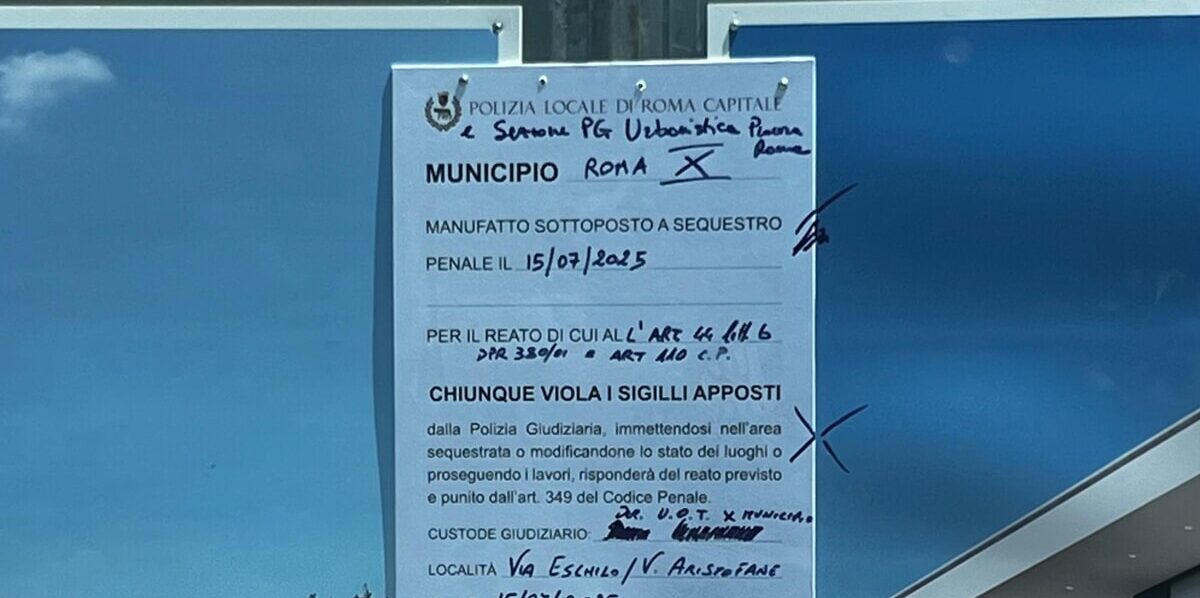 POLIZIA LOCALE DI ROMA CAPITALE
e Sezione PG Urbanistica Procura
Roma
MUNICIPIO ROMA X
MANUFATTO SOTTOPOSTO A SEQUESTRO
PENALE IL 15/07/2025
PER IL REATO DI CUI AL L'ART 44 lett b
DPR 380/01 e ART 110 C.P.
CHIUNQUE VIOLA I SIGILLI APPOSTI
dalla Polizia Giudiziaria, immettendosi nell'area
sequestrata o modificandone lo stato dei luoghi o
proseguendo i lavori, risponderà del reato previsto
e punito dall'art. 349 del Codice Penale.
DIR. U.O.T. X MUNICIPIO
CUSTODE GIUDIZIARIO:
LOCALITÀ VIA ESCHILO / V. ARISTOFANE